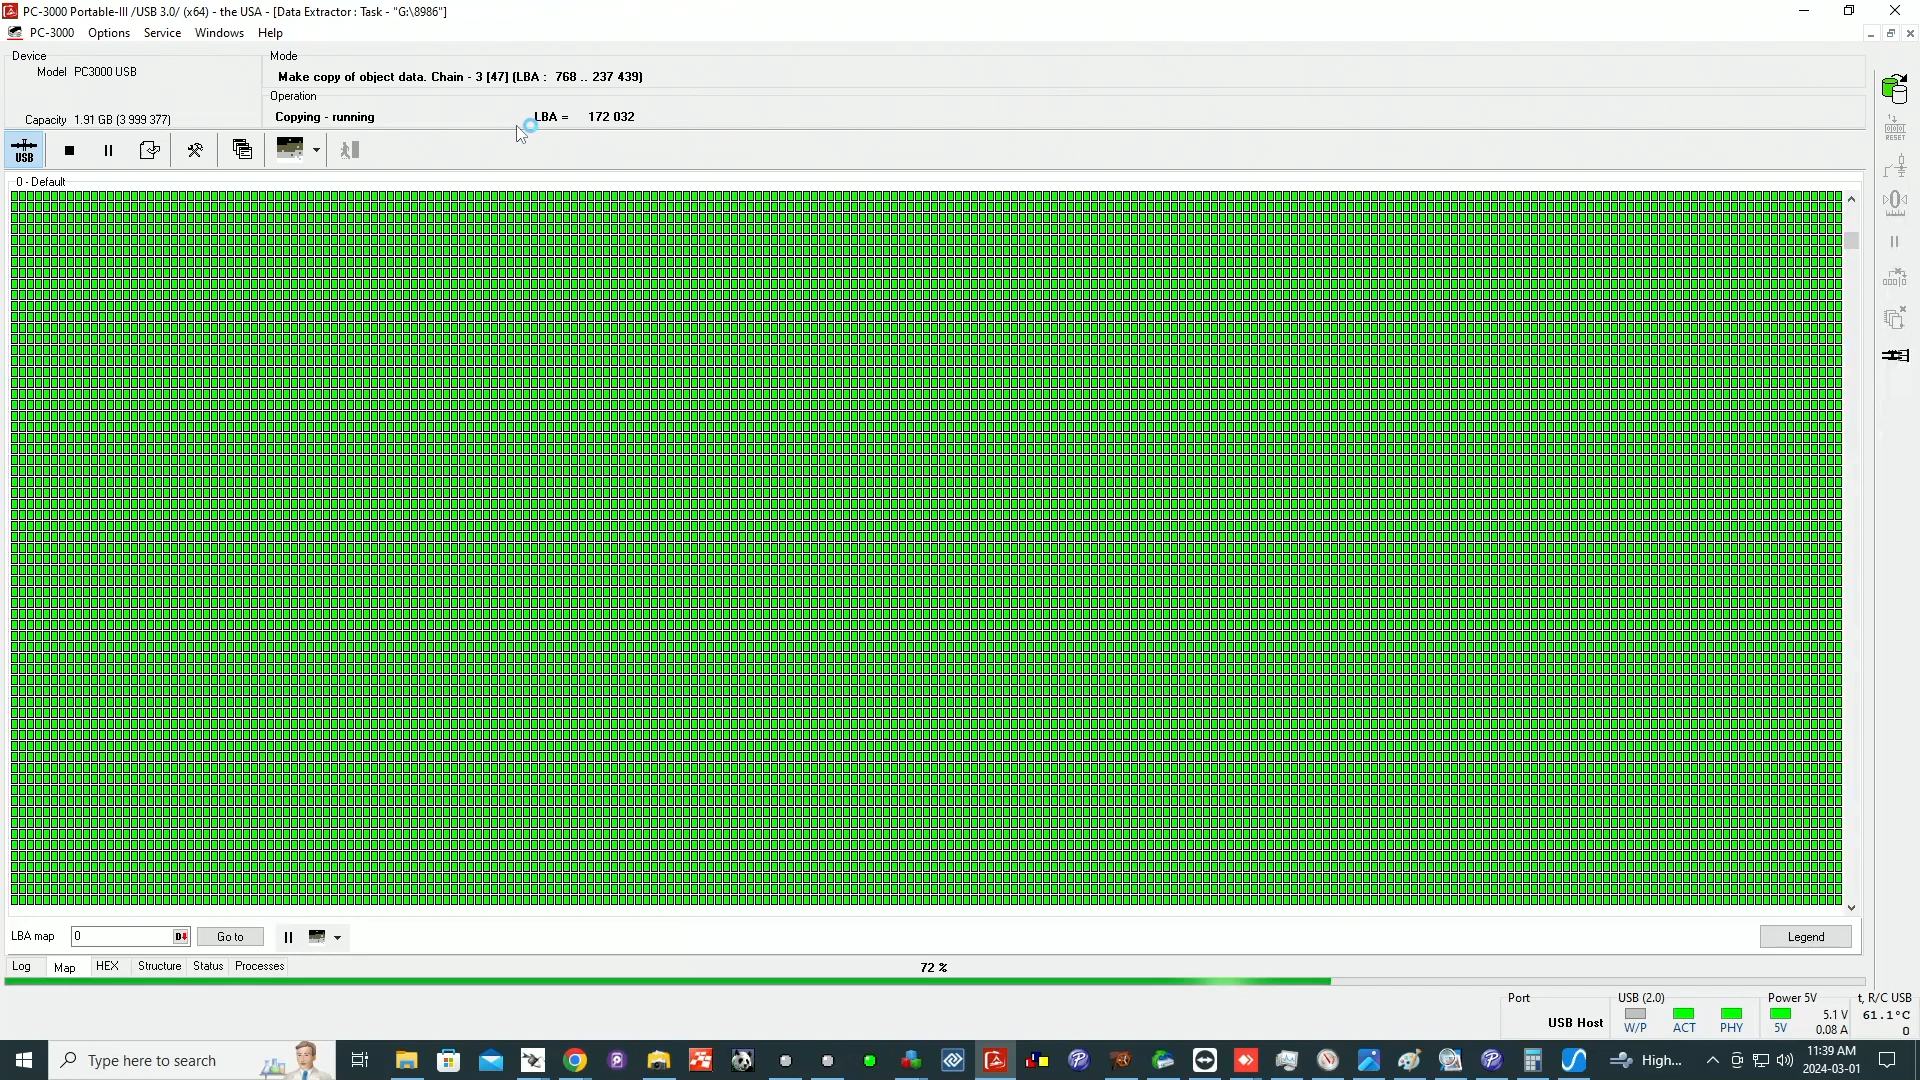 PC-3000 Portable-III /USB 3.0/ (x64) - the USA - [Data Extractor : Task - "G:\8986"]
PC-3000 Options Service Windows Help
Device
Model PC3000 USB
Capacity 1.91 GB (3 999 377)
Mode
Make copy of object data. Chain - 3 [47] (LBA : 768 .. 237 439)
Operation
Copying - running LBA = 172 032
USB
RESET
0 - Default
LBA map 0 D Go to Legend
Log Map HEX Structure Status Processes 72 %
Port USB (2.0) Power 5V t, R/C USB
USB Host W/P ACT PHY 5V 5.1 V 0.08 A 61.1°C 0
Type here to search High... 11:39 AM
2024-03-01